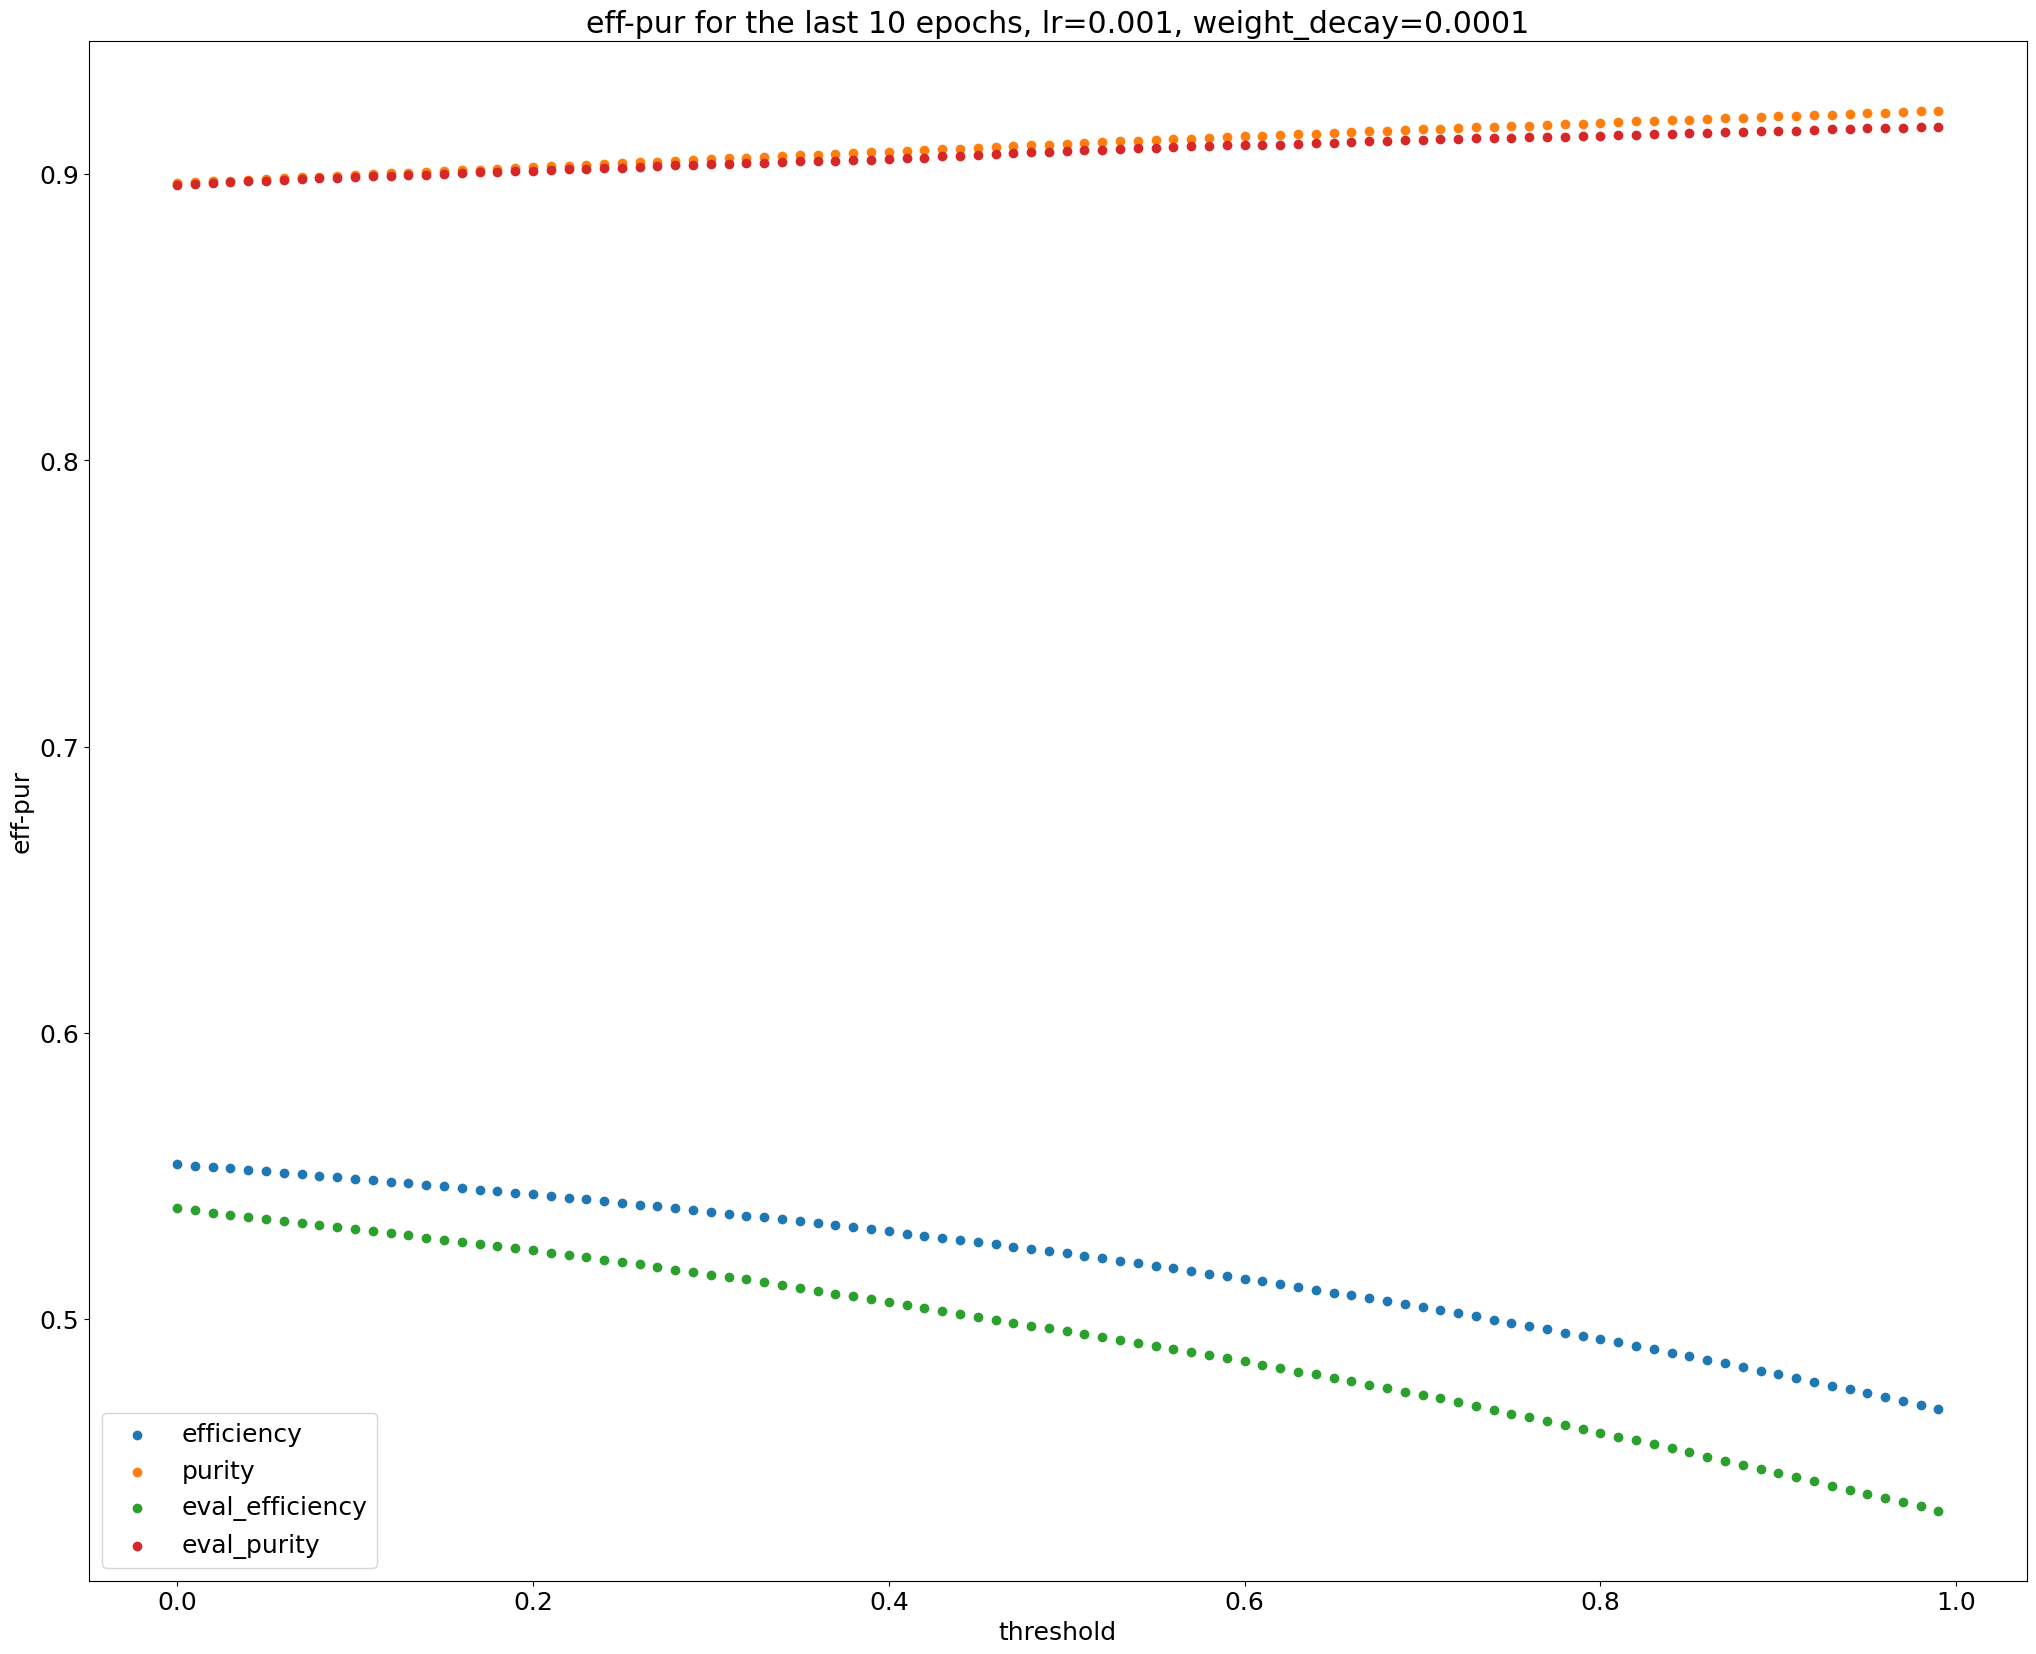 eff-pur for the last 10 epochs, lr=0.001, weight_decay=0.0001
eff-pur
0.9
0.8
0.7
0.6
0.5
efficiency
purity
eval_efficiency
eval_purity
0.0 0.2 0.4 0.6 0.8 1.0
threshold